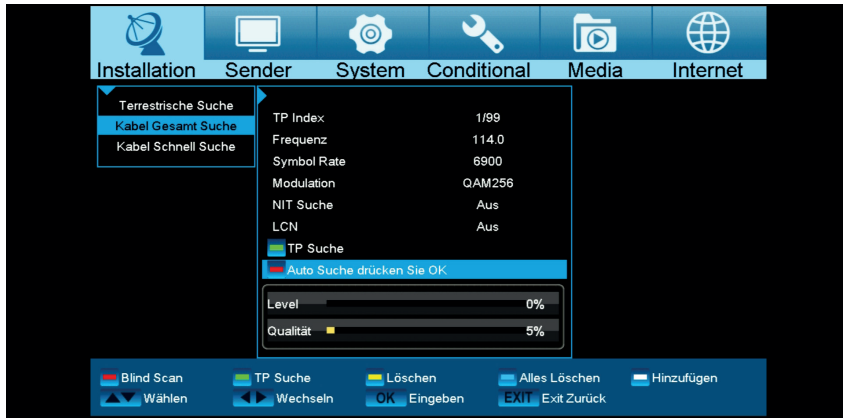 Installation Sender System Conditional Media Internet
Terrestrische Suche
Kabel Gesamt Suche
Kabel Schnell Suche
TP Index 1/99
Frequenz 114.0
Symbol Rate 6900
Modulation QAM256
NIT Suche Aus
LCN Aus
TP Suche
Auto Suche drücken Sie OK
Level 0%
Qualität 5%
Blind Scan TP Suche Löschen Alles Löschen Hinzufügen
Wählen Wechseln OK Eingeben EXIT Exit Zurück